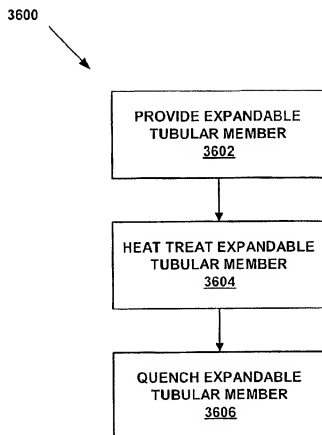 3600
PROVIDE EXPANDABLE
TUBULAR MEMBER
3602
HEAT TREAT EXPANDABLE
TUBULAR MEMBER
3604
QUENCH EXPANDABLE
TUBULAR MEMBER
3606